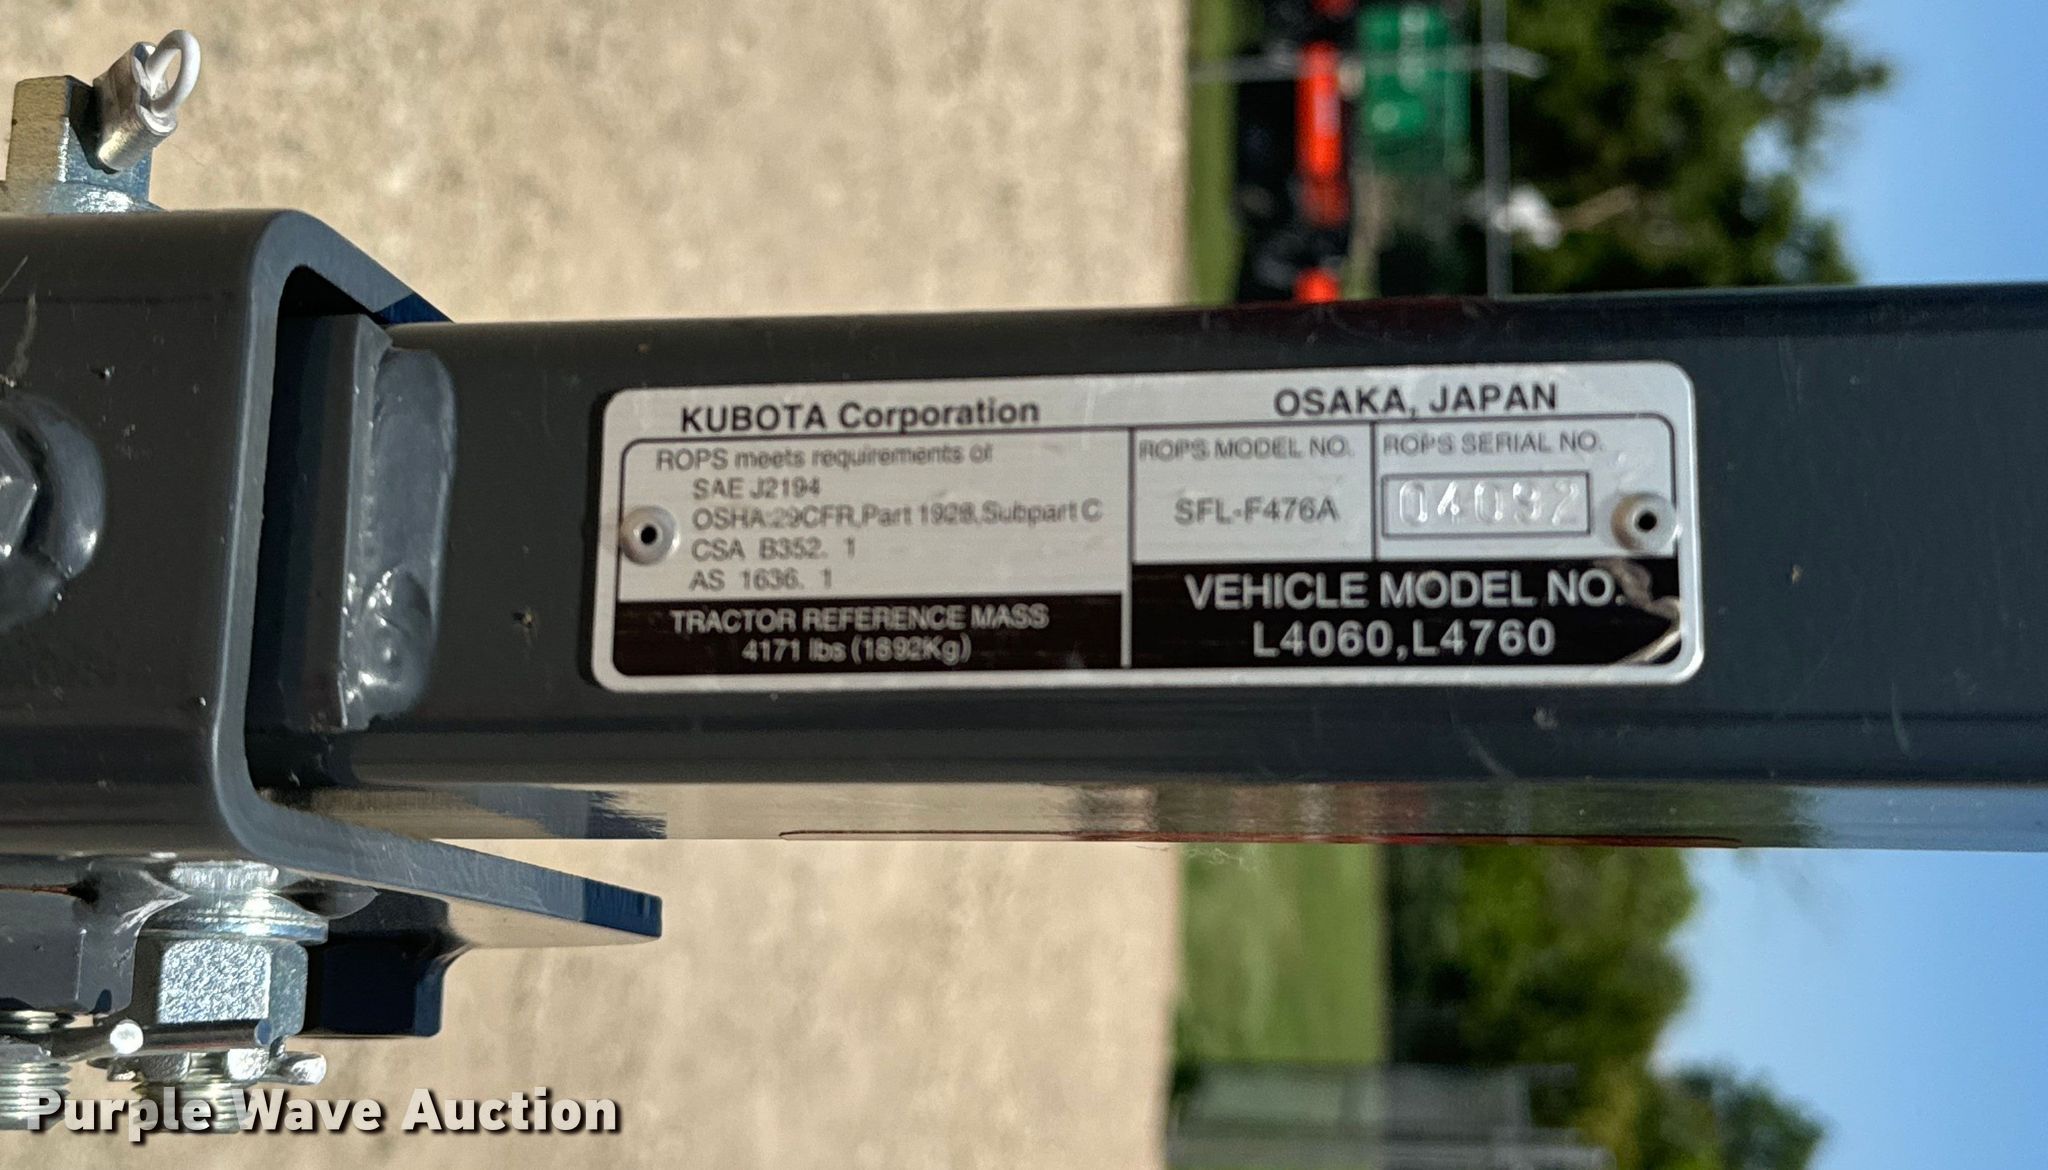 KUBOTA Corporation OSAKA, JAPAN
ROPS meets requirements of
SAE J2194
OSHA:29CFR,Part 1928,Subpart C
CSA B352. 1
AS 1636. 1
TRACTOR REFERENCE MASS
4171 lbs (1892Kg)
ROPS MODEL NO.
SFL-F476A
ROPS SERIAL NO.
04092
VEHICLE MODEL NO.
L4060,L4760
Purple Wave Auction